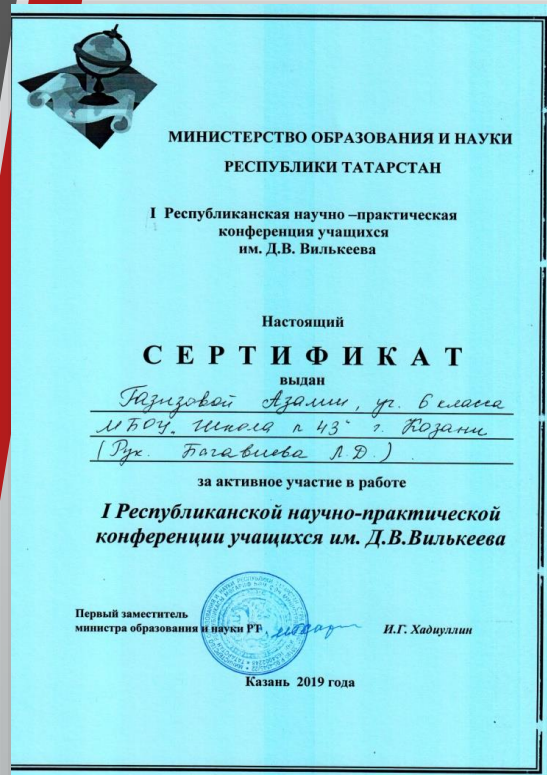 МИНИСТЕРСТВО ОБРАЗОВАНИЯ И НАУКИ
РЕСПУБЛИКИ ТАТАРСТАН
I Республиканская научно –практическая
конференция учащихся
им. Д.В. Вилькеева
Настоящий
СЕРТИФИКАТ
выдан
Газизовой Азалии, уч. 6 класса
МБОУ "Школа n 43" г. Казани
(Рук. Багавиева Л.Д.)
за активное участие в работе
I Республиканской научно-практической
конференции учащихся им. Д.В.Вилькеева
Первый заместитель
министра образования и науки РТ
И.Г. Хадиуллин
Казань 2019 года